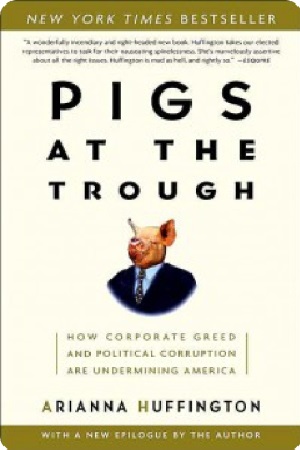 NEW YORK TIMES BESTSELLER
"A wonderfully incendiary and right-headed new book. Huffington takes our elected
representatives to task for their nauseating spinelessness. She's marvelously assertive
about all the right issues. Huffington is mad as hell, and rightly so." —ESQUIRE
PIGS
AT THE
TROUGH
HOW CORPORATE GREED
AND POLITICAL CORRUPTION
ARE UNDERMINING AMERICA
ARIANNA HUFFINGTON
WITH A NEW EPILOGUE BY THE AUTHOR